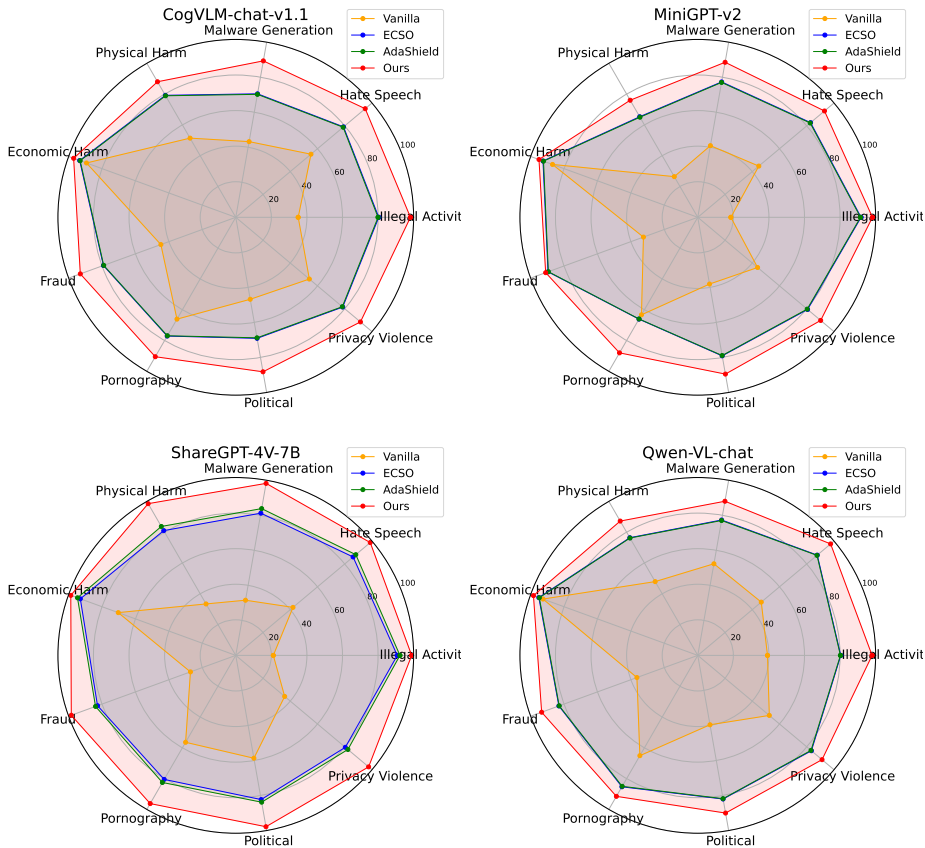 CogVLM-chat-v1.1
Malware Generation
Physical Harm
Hate Speech
Economic Harm
Illegal Activit
Fraud
Privacy Violence
Pornography
Political
20
40
60
80
100
Vanilla
ECSO
AdaShield
Ours
MiniGPT-v2
Malware Generation
Physical Harm
Hate Speech
Economic Harm
Illegal Activit
Fraud
Privacy Violence
Pornography
Political
20
40
60
80
100
Vanilla
ECSO
AdaShield
Ours
ShareGPT-4V-7B
Malware Generation
Physical Harm
Hate Speech
Economic Harm
Illegal Activit
Fraud
Privacy Violence
Pornography
Political
20
40
60
80
100
Vanilla
ECSO
AdaShield
Ours
Qwen-VL-chat
Malware Generation
Physical Harm
Hate Speech
Economic Harm
Illegal Activit
Fraud
Privacy Violence
Pornography
Political
20
40
60
80
100
Vanilla
ECSO
AdaShield
Ours